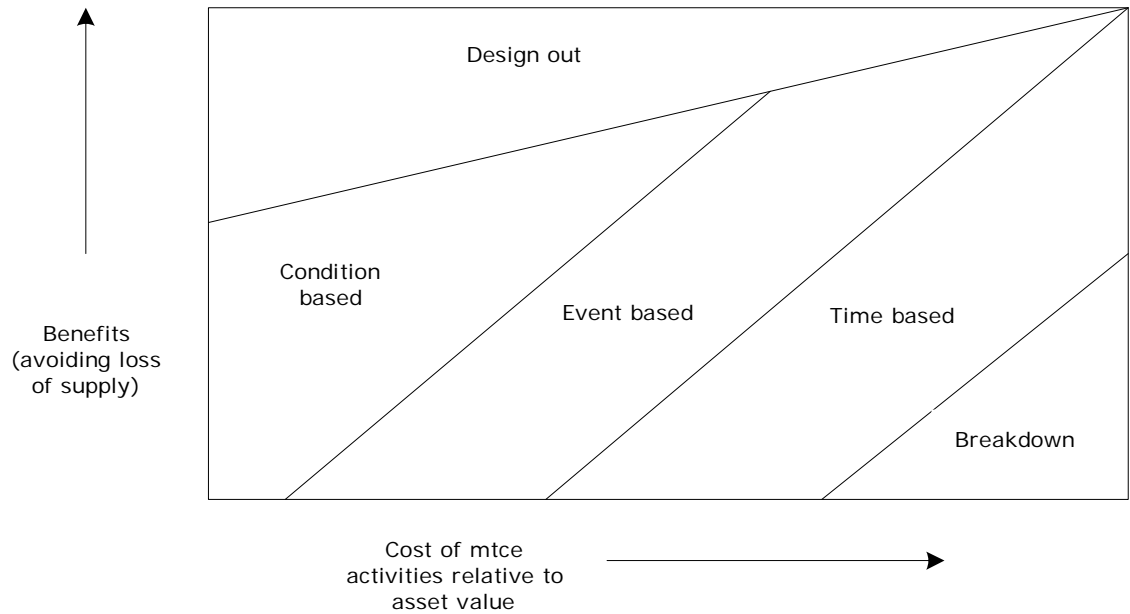 Design out
Condition
based
Event based
Time based
Breakdown
Benefits
(avoiding loss
of supply)
Cost of mtce
activities relative to
asset value